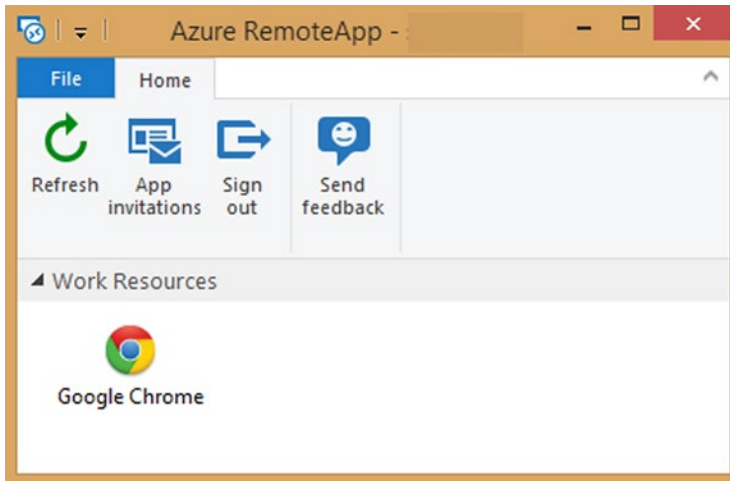 Azure RemoteApp -
File Home
Refresh App invitations Sign out Send feedback
Work Resources
Google Chrome